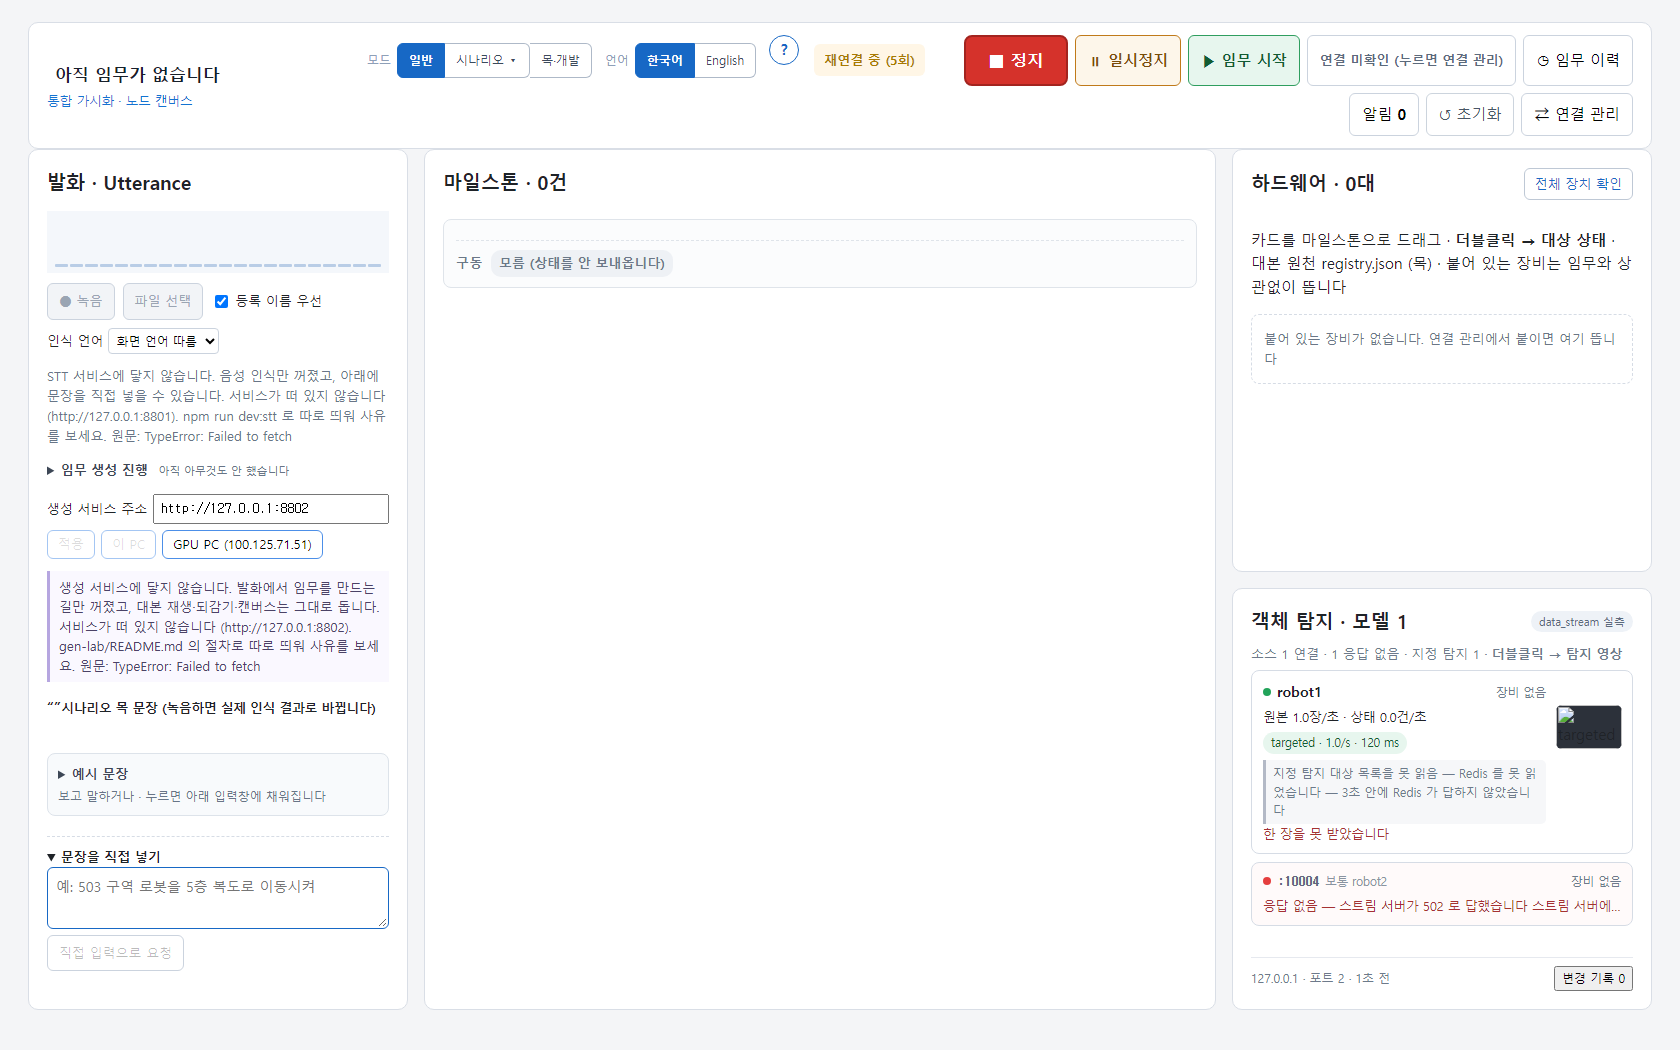 아직 임무가 없습니다
통합 가시화 · 노드 캔버스
모드 일반 시나리오 ▾ 목·개발 언어 한국어 English ? 재연결 중 (5회)
■ 정지 ⏸ 일시정지 ▶ 임무 시작 연결 미확인 (누르면 연결 관리) ◷ 임무 이력
알림 0 ↺ 초기화 ⇄ 연결 관리
발화 · Utterance
● 녹음 파일 선택 등록 이름 우선
인식 언어 화면 언어 따름
STT 서비스에 닿지 않습니다. 음성 인식만 꺼졌고, 아래에
문장을 직접 넣을 수 있습니다. 서비스가 떠 있지 않습니다
(http://127.0.0.1:8801). npm run dev:stt 로 따로 띄워 사유
를 보세요. 원문: TypeError: Failed to fetch
▶ 임무 생성 진행 아직 아무것도 안 했습니다
생성 서비스 주소 http://127.0.0.1:8802
적용 이 PC GPU PC (100.125.71.51)
생성 서비스에 닿지 않습니다. 발화에서 임무를 만드는
길만 꺼졌고, 대본 재생·되감기·캔버스는 그대로 돕니다.
서비스가 떠 있지 않습니다 (http://127.0.0.1:8802).
gen-lab/README.md 의 절차로 따로 띄워 사유를 보세
요. 원문: TypeError: Failed to fetch
“”시나리오 목 문장 (녹음하면 실제 인식 결과로 바뀝니다)
▶ 예시 문장
보고 말하거나 · 누르면 아래 입력창에 채워집니다
▼ 문장을 직접 넣기
예: 503 구역 로봇을 5층 복도로 이동시켜
직접 입력으로 요청
마일스톤 · 0건
구동 모름 (상태를 안 보내옵니다)
하드웨어 · 0대 전체 장치 확인
카드를 마일스톤으로 드래그 · 더블클릭 → 대상 상태 ·
대본 원천 registry.json (목) · 붙어 있는 장비는 임무와 상
관없이 뜹니다
붙어 있는 장비가 없습니다. 연결 관리에서 붙이면 여기 뜹니
다
객체 탐지 · 모델 1 data_stream 실측
소스 1 연결 · 1 응답 없음 · 지정 탐지 1 · 더블클릭 → 탐지 영상
robot1 장비 없음
원본 1.0장/초 · 상태 0.0건/초
targeted · 1.0/s · 120 ms
targeted
지정 탐지 대상 목록을 못 읽음 — Redis 를 못 읽
었습니다 — 3초 안에 Redis 가 답하지 않았습니
다
한 장을 못 받았습니다
:10004 보통 robot2 장비 없음
응답 없음 — 스트림 서버가 502 로 답했습니다 스트림 서버에...
127.0.0.1 · 포트 2 · 1초 전 변경 기록 0